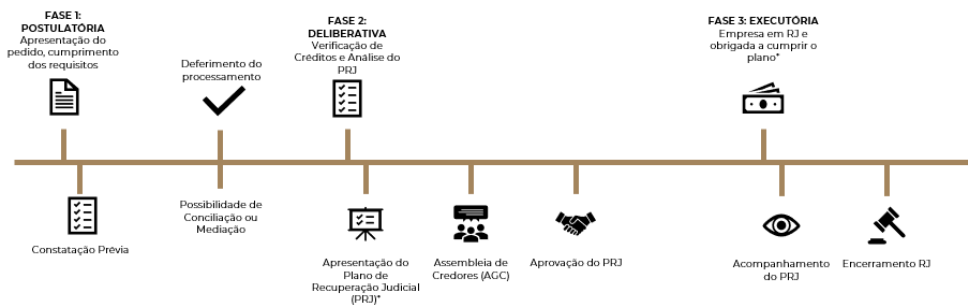 FASE 1:
POSTULATÓRIA
Apresentação do
pedido, cumprimento
dos requisitos
Deferimento do
processamento
FASE 2:
DELIBERATIVA
Verificação de
Créditos e Análise do
PRJ
FASE 3: EXECUTÓRIA
Empresa em RJ e
obrigada a cumprir o
plano*
Constatação Prévia
Possibilidade de
Conciliação ou
Mediação
Apresentação do
Plano de
Recuperação Judicial
(PRJ)*
Assembleia de
Credores (AGC)
Aprovação do PRJ
Acompanhamento
do PRJ
Encerramento RJ